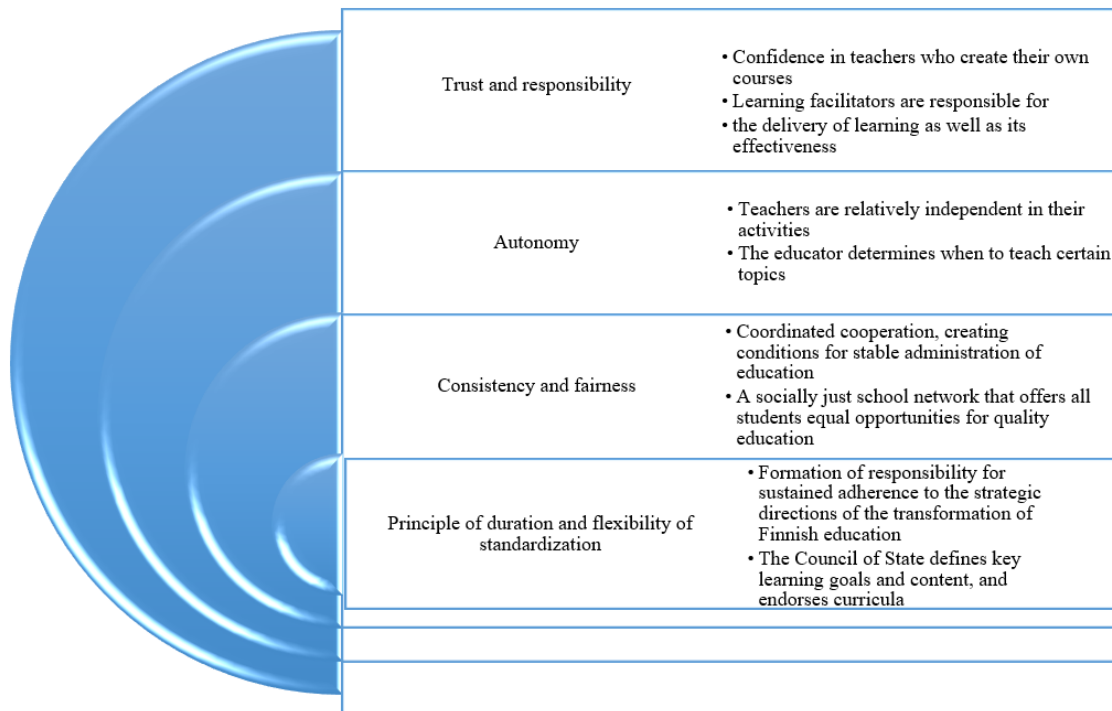 Trust and responsibility
• Confidence in teachers who create their own
courses
• Learning facilitators are responsible for
• the delivery of learning as well as its
effectiveness
Autonomy
• Teachers are relatively independent in their
activities
• The educator determines when to teach certain
topics
Consistency and fairness
• Coordinated cooperation, creating
conditions for stable administration of
education
• A socially just school network that offers all
students equal opportunities for quality
education
Principle of duration and flexibility of
standardization
• Formation of responsibility for
sustained adherence to the strategic
directions of the transformation of
Finnish education
• The Council of State defines key
learning goals and content, and
endorses curricula